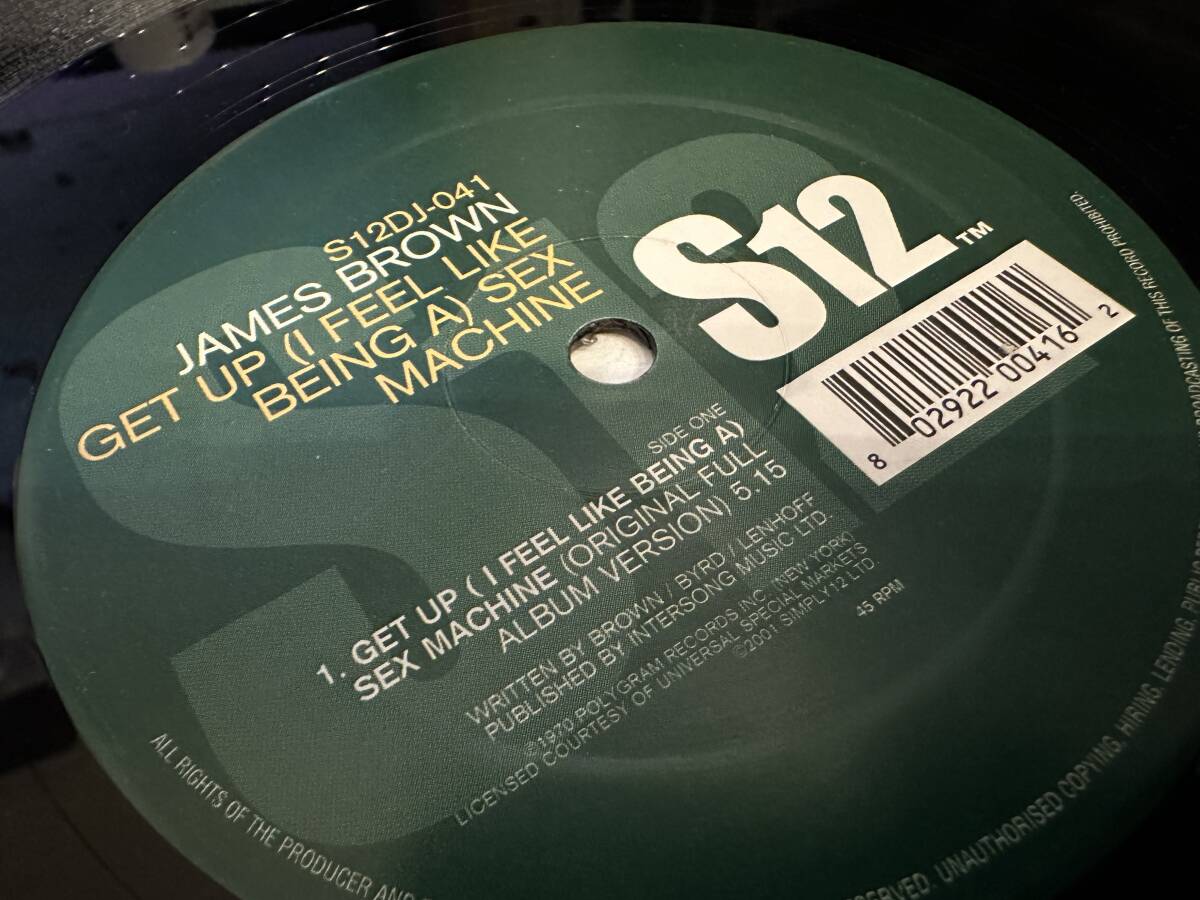 S12DJ-041
JAMES BROWN
GET UP (I FEEL LIKE
BEING A) SEX
MACHINE
S12™
8 02922 00416 2
SIDE ONE
1. GET UP ( I FEEL LIKE BEING A)
SEX MACHINE (ORIGINAL FULL
ALBUM VERSION) 5.15
WRITTEN BY BROWN / BYRD / LENHOFF
PUBLISHED BY INTERSONG MUSIC LTD.
℗1970 POLYGRAM RECORDS INC. (NEW YORK).
LICENSED COURTESY OF UNIVERSAL SPECIAL MARKETS
©2001 SIMPLY 12 LTD.
45 RPM
ALL RIGHTS OF THE PRODUCER AND
RESERVED. UNAUTHORISED COPYING, HIRING, LENDING, PUBLIC
BROADCASTING OF THIS RECORD PROHIBITED.